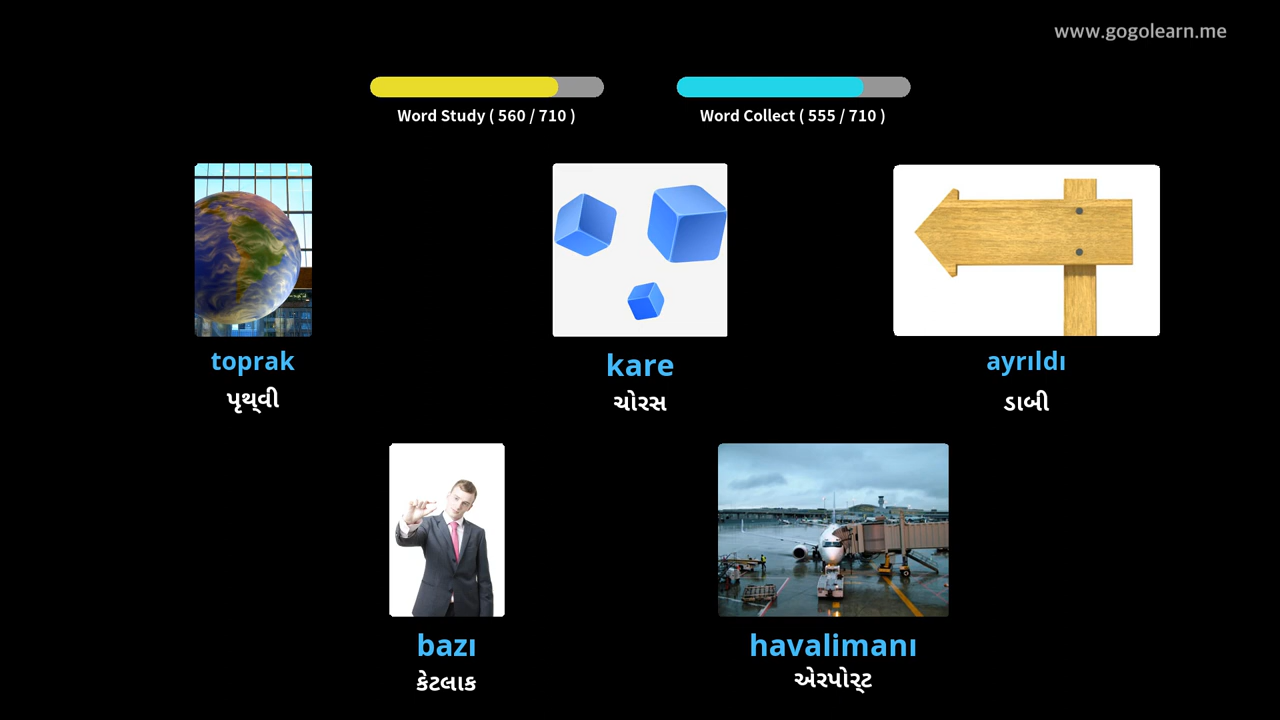 www.gogolearn.me
Word Study ( 560 / 710 )
Word Collect ( 555 / 710 )
toprak
પૃથ્વી
kare
ચોરસ
ayrıldı
ડાબી
bazı
કેટલાક
havalimanı
એરપોર્ટ